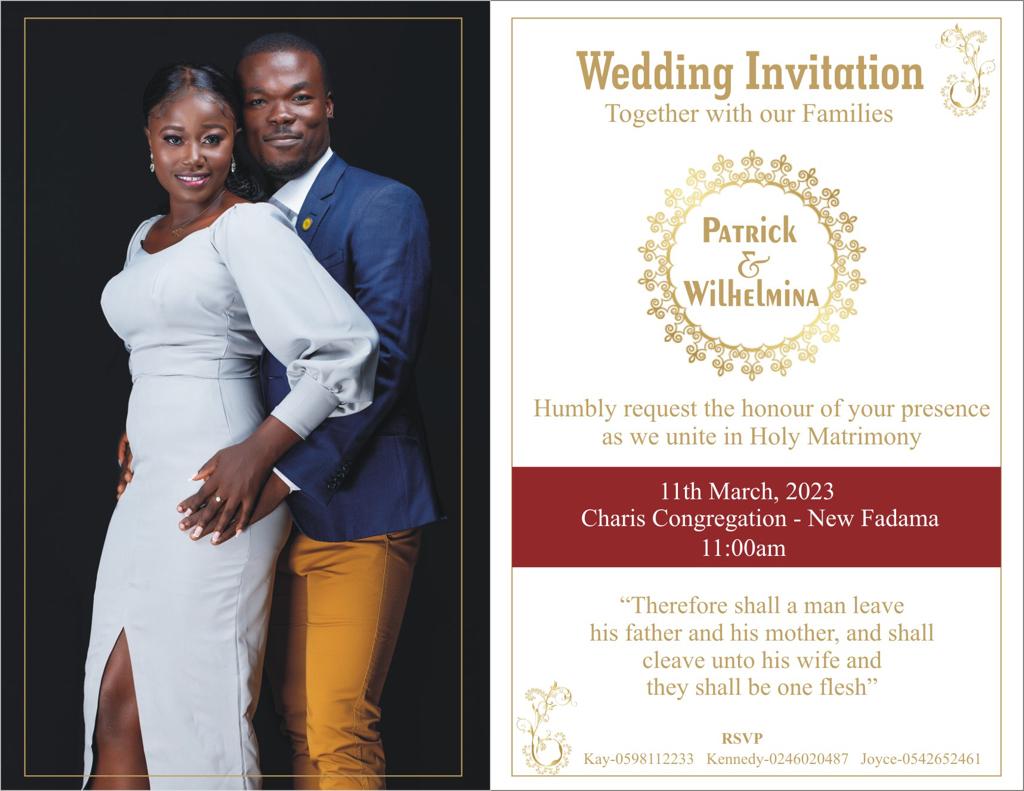 Wedding Invitation
Together with our Families
Patrick
&
Wilhelmina
Humbly request the honour of your presence
as we unite in Holy Matrimony
11th March, 2023
Charis Congregation - New Fadama
11:00am
“Therefore shall a man leave
his father and his mother, and shall
cleave unto his wife and
they shall be one flesh”
RSVP
Kay-0598112233 Kennedy-0246020487 Joyce-0542652461